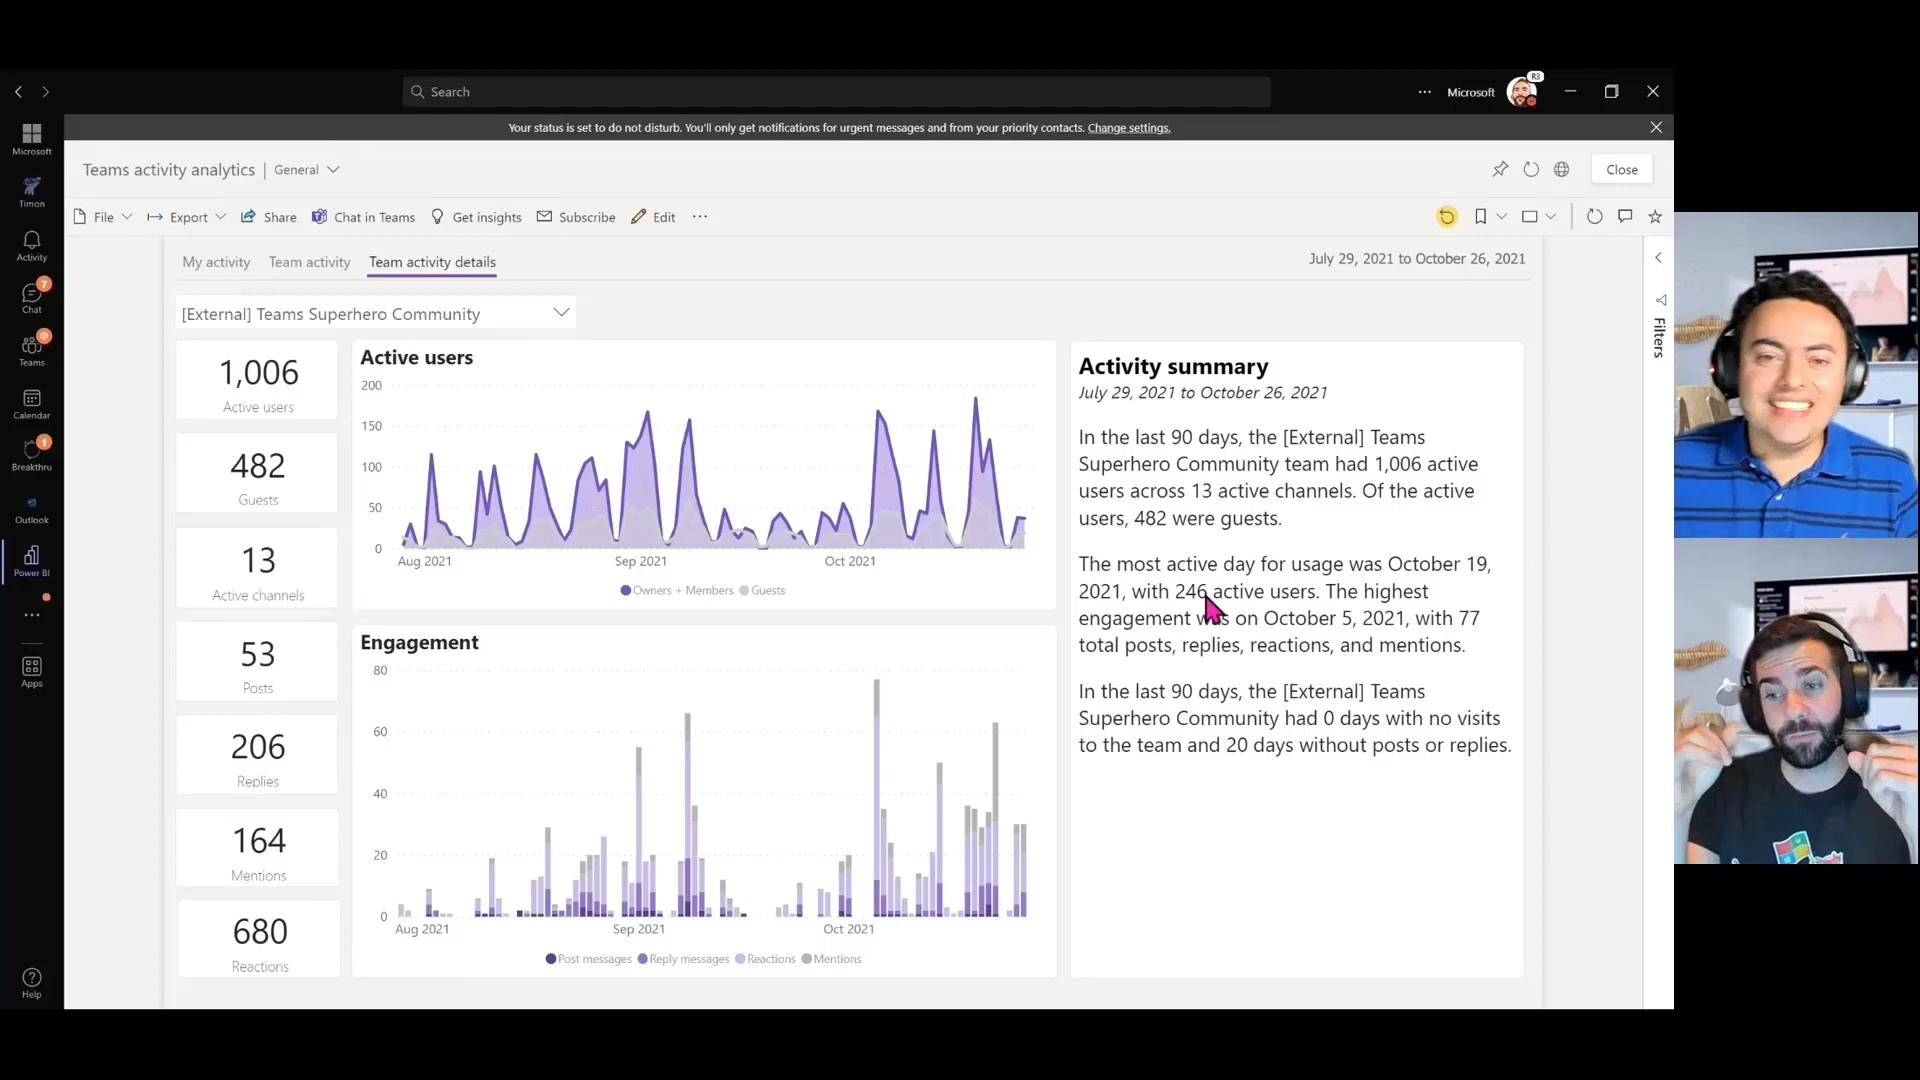 Search
Microsoft
R3
Your status is set to do not disturb. You'll only get notifications for urgent messages and from your priority contacts. Change settings.
Microsoft
Timon
Activity
7
Chat
Teams
Calendar
1
Breakthru
Outlook
Power BI
Apps
Help
Teams activity analytics | General
Close
File
Export
Share
Chat in Teams
Get insights
Subscribe
Edit
My activity
Team activity
Team activity details
July 29, 2021 to October 26, 2021
Filters
[External] Teams Superhero Community
1,006
Active users
482
Guests
13
Active channels
53
Posts
206
Replies
164
Mentions
680
Reactions
Active users
200
150
100
50
0
Aug 2021
Sep 2021
Oct 2021
Owners + Members
Guests
Engagement
80
60
40
20
0
Aug 2021
Sep 2021
Oct 2021
Post messages
Reply messages
Reactions
Mentions
Activity summary
July 29, 2021 to October 26, 2021
In the last 90 days, the [External] Teams
Superhero Community team had 1,006 active
users across 13 active channels. Of the active
users, 482 were guests.
The most active day for usage was October 19,
2021, with 246 active users. The highest
engagement was on October 5, 2021, with 77
total posts, replies, reactions, and mentions.
In the last 90 days, the [External] Teams
Superhero Community had 0 days with no visits
to the team and 20 days without posts or replies.